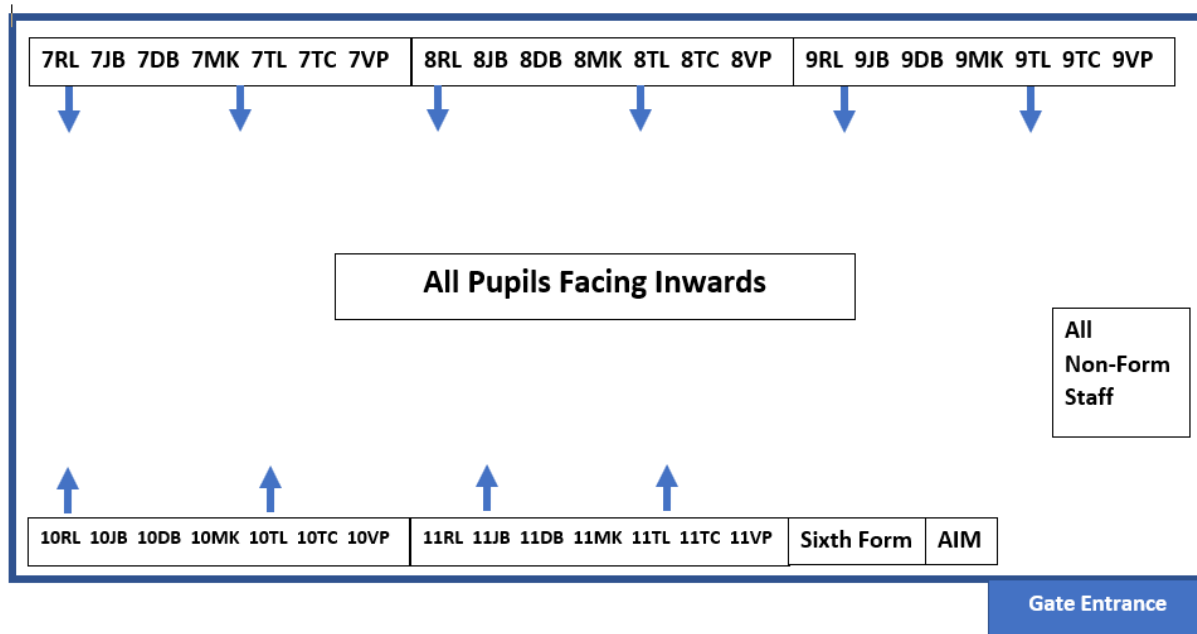 7RL 7JB 7DB 7MK 7TL 7TC 7VP
8RL 8JB 8DB 8MK 8TL 8TC 8VP
9RL 9JB 9DB 9MK 9TL 9TC 9VP
All Pupils Facing Inwards
All
Non-Form
Staff
10RL 10JB 10DB 10MK 10TL 10TC 10VP
11RL 11JB 11DB 11MK 11TL 11TC 11VP
Sixth Form
AIM
Gate Entrance